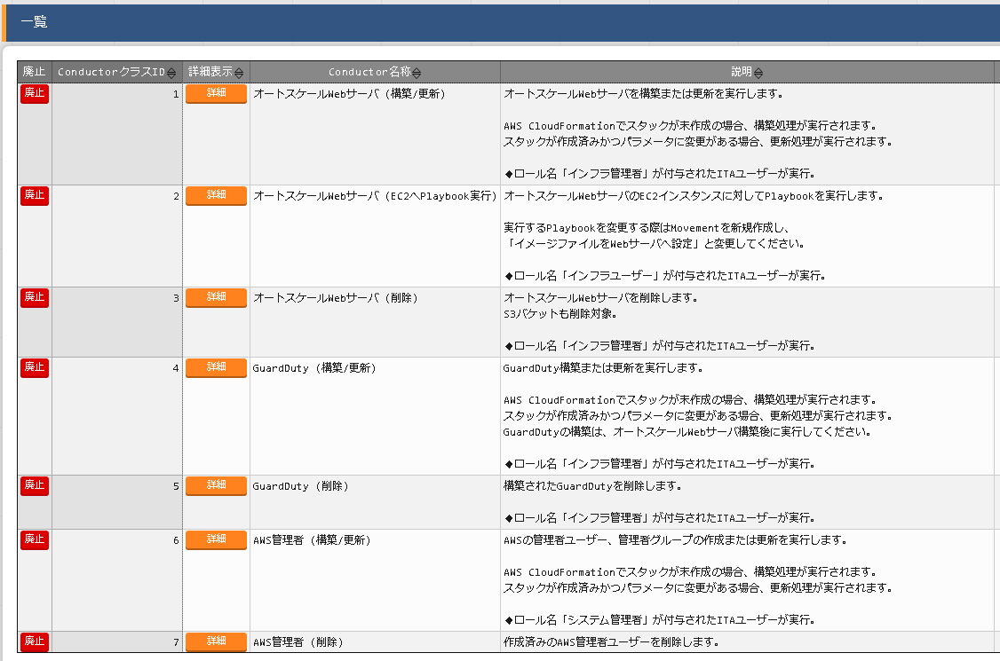 一覧
廃止 ConductorクラスID 詳細表示 Conductor名称 説明
廃止 1 詳細 オートスケールWebサーバ (構築/更新) オートスケールWebサーバを構築または更新を実行します。
AWS CloudFormationでスタックが未作成の場合、構築処理が実行されます。
スタックが作成済みかつパラメータに変更がある場合、更新処理が実行されます。
◆ロール名「インフラ管理者」が付与されたITAユーザーが実行。
廃止 2 詳細 オートスケールWebサーバ (EC2へPlaybook実行) オートスケールWebサーバのEC2インスタンスに対してPlaybookを実行します。
実行するPlaybookを変更する際はMovementを新規作成し、
「イメージファイルをWebサーバへ設定」と変更してください。
◆ロール名「インフラユーザー」が付与されたITAユーザーが実行。
廃止 3 詳細 オートスケールWebサーバ (削除) オートスケールWebサーバを削除します。
S3バケットも削除対象。
◆ロール名「インフラ管理者」が付与されたITAユーザーが実行。
廃止 4 詳細 GuardDuty (構築/更新) GuardDuty構築または更新を実行します。
AWS CloudFormationでスタックが未作成の場合、構築処理が実行されます。
スタックが作成済みかつパラメータに変更がある場合、更新処理が実行されます。
GuardDutyの構築は、オートスケールWebサーバ構築後に実行してください。
◆ロール名「インフラ管理者」が付与されたITAユーザーが実行。
廃止 5 詳細 GuardDuty (削除) 構築されたGuardDutyを削除します。
◆ロール名「インフラ管理者」が付与されたITAユーザーが実行。
廃止 6 詳細 AWS管理者 (構築/更新) AWSの管理者ユーザー、管理者グループの作成または更新を実行します。
AWS CloudFormationでスタックが未作成の場合、構築処理が実行されます。
スタックが作成済みかつパラメータに変更がある場合、更新処理が実行されます。
◆ロール名「システム管理者」が付与されたITAユーザーが実行。
廃止 7 詳細 AWS管理者 (削除) 作成済みのAWS管理者ユーザーを削除します。